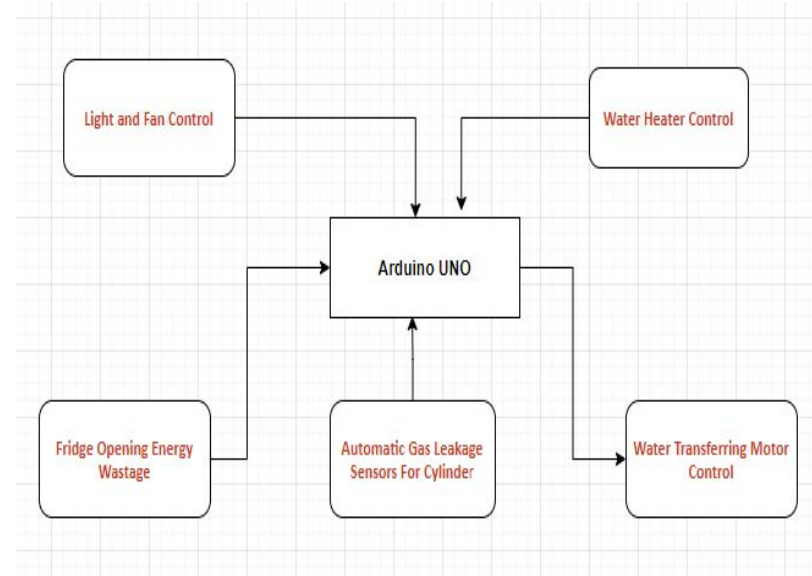 Light and Fan Control
Water Heater Control
Arduino UNO
Fridge Opening Energy
Wastage
Automatic Gas Leakage
Sensors For Cylinder
Water Transferring Motor
Control